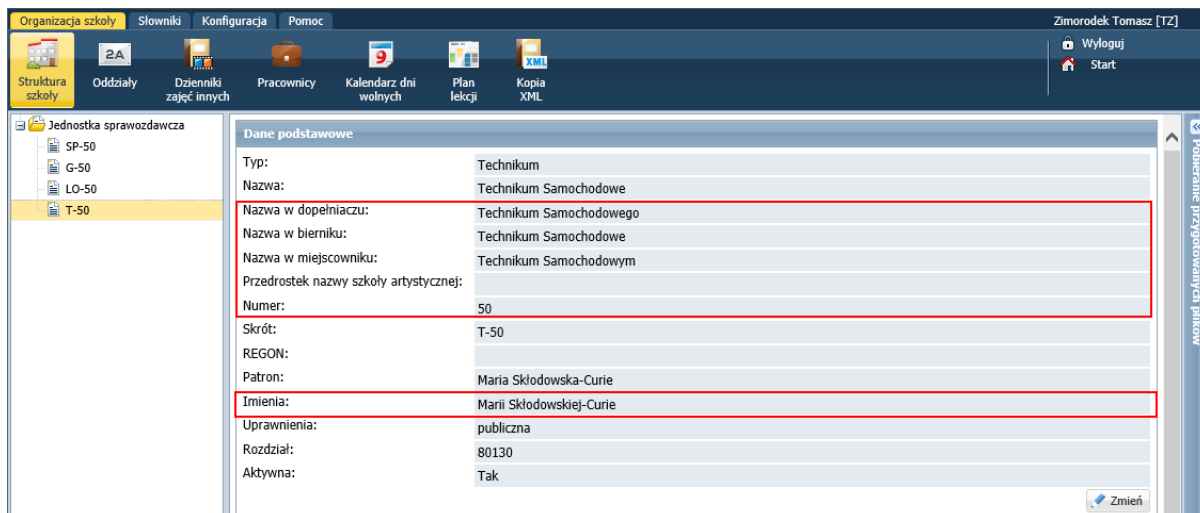 Organizacja szkoły Słowniki Konfiguracja Pomoc Zimorodek Tomasz [TZ]
2A 9 XML
Struktura szkoły
Oddziały
Dzienniki zajęć innych
Pracownicy
Kalendarz dni wolnych
Plan lekcji
Kopia XML
Wyloguj
Start
Jednostka sprawozdawcza
SP-50
G-50
LO-50
T-50
Dane podstawowe
Typ: Technikum
Nazwa: Technikum Samochodowe
Nazwa w dopełniaczu: Technikum Samochodowego
Nazwa w bierniku: Technikum Samochodowe
Nazwa w miejscowniku: Technikum Samochodowym
Przedrostek nazwy szkoły artystycznej:
Numer: 50
Skrót: T-50
REGON:
Patron: Maria Skłodowska-Curie
Imienia: Marii Skłodowskiej-Curie
Uprawnienia: publiczna
Rozdział: 80130
Aktywna: Tak
Zmień
Pobieranie przygotowanych plików